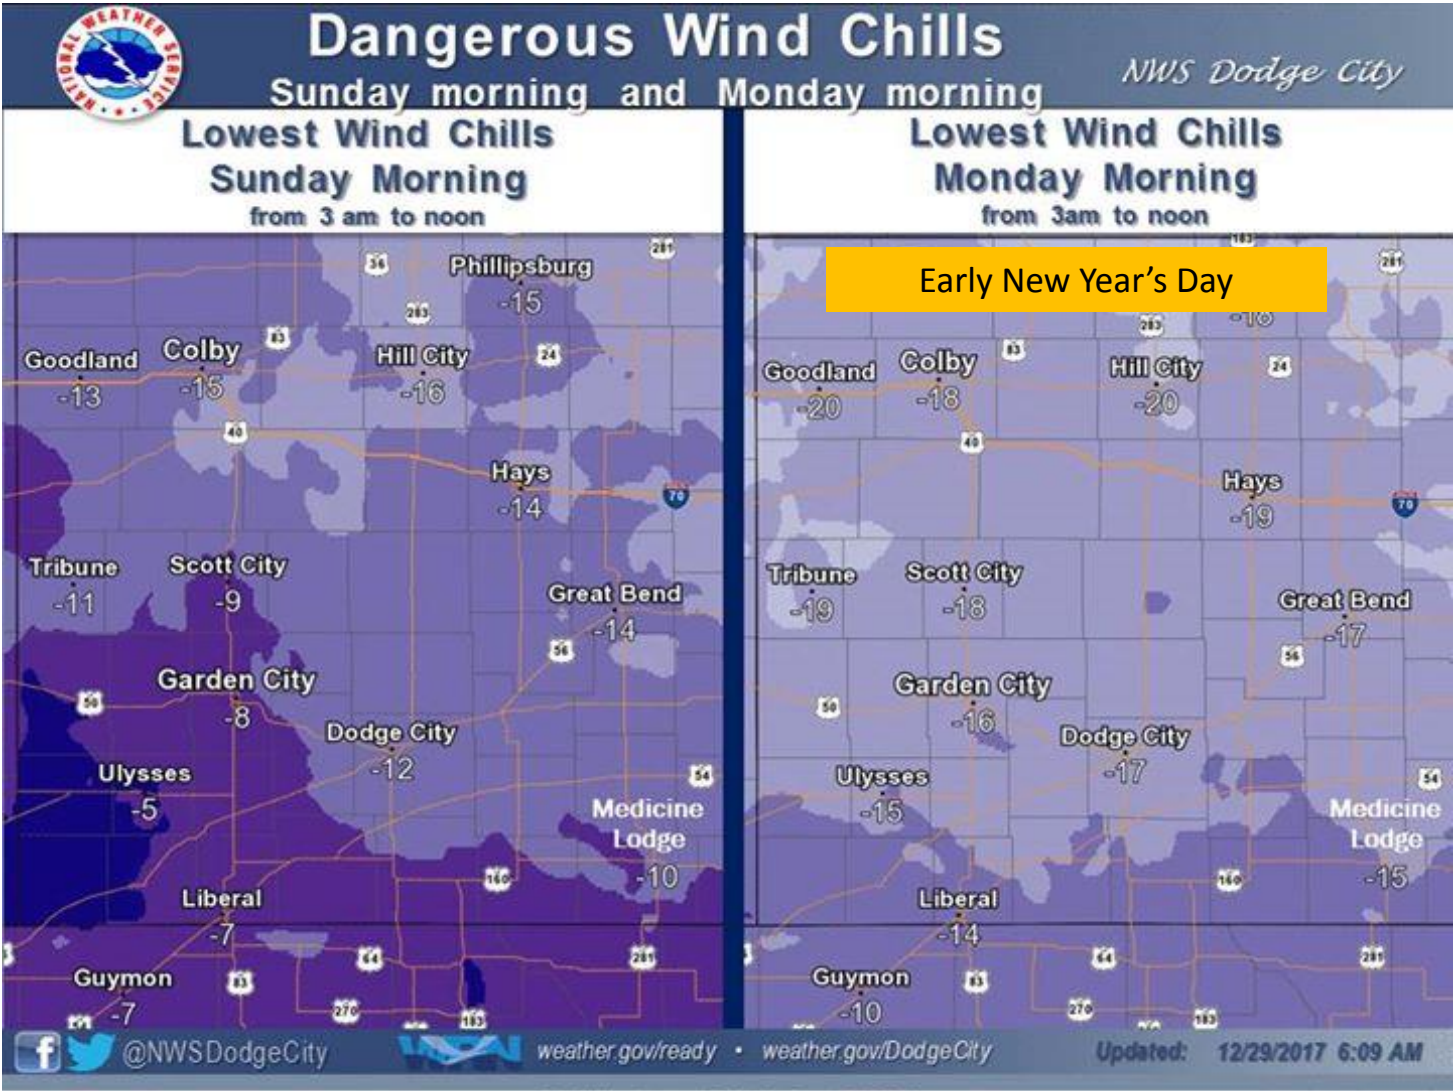 NATIONAL WEATHER SERVICE
Dangerous Wind Chills
Sunday morning and Monday morning
NWS Dodge City
Lowest Wind Chills
Sunday Morning
from 3 am to noon
36
281
Phillipsburg
-15
283
83
Goodland
-13
Colby
-15
Hill City
-16
24
40
Hays
-14
70
Tribune
-11
Scott City
-9
Great Bend
-14
56
Garden City
-8
50
Dodge City
-12
Ulysses
-5
54
Medicine
Lodge
-10
160
Liberal
-7
64
281
83
Guymon
-7
270
183
Lowest Wind Chills
Monday Morning
from 3am to noon
183
281
Early New Year's Day
283
83
Goodland
-20
Colby
-18
Hill City
-20
24
40
Hays
-19
70
Tribune
-19
Scott City
-18
Great Bend
-17
56
Garden City
-16
50
Dodge City
-17
Ulysses
-15
54
Medicine
Lodge
-15
160
Liberal
-14
64
281
83
Guymon
-10
270
183
@NWSDodgeCity
weather.gov/ready • weather.gov/DodgeCity
Updated: 12/29/2017 6:09 AM